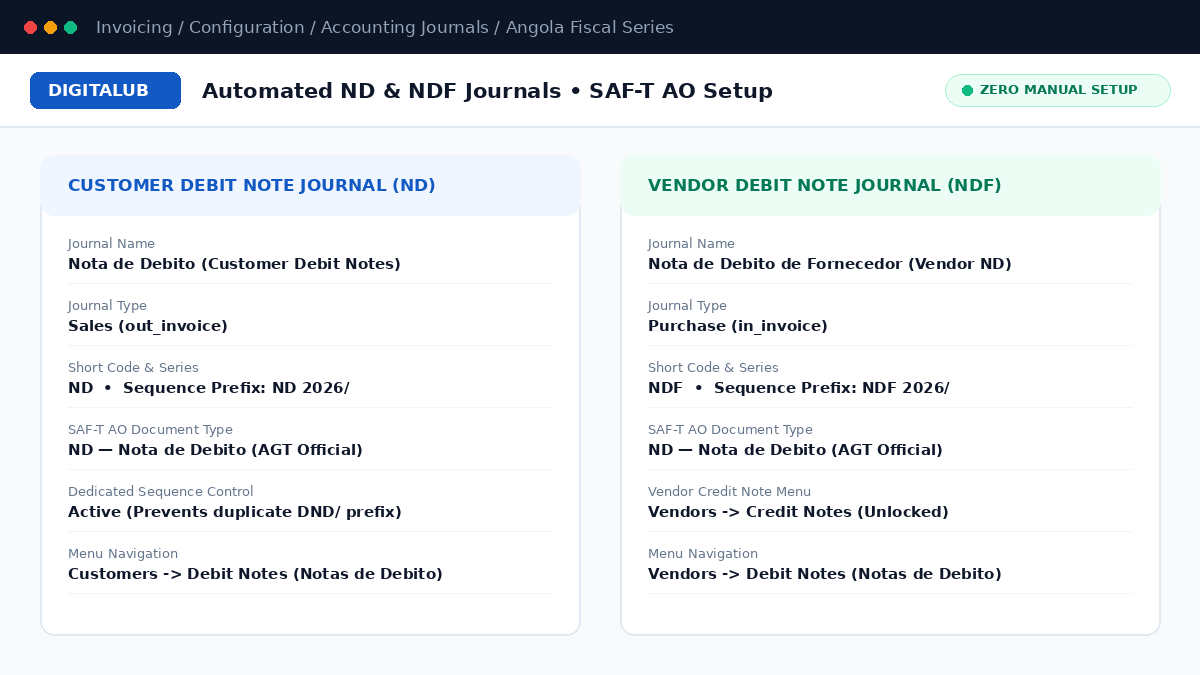 Invoicing / Configuration / Accounting Journals / Angola Fiscal Series
DIGITALUB
Automated ND & NDF Journals • SAF-T AO Setup
ZERO MANUAL SETUP
CUSTOMER DEBIT NOTE JOURNAL (ND)
Journal Name
Nota de Debito (Customer Debit Notes)
Journal Type
Sales (out_invoice)
Short Code & Series
ND • Sequence Prefix: ND 2026/
SAF-T AO Document Type
ND — Nota de Debito (AGT Official)
Dedicated Sequence Control
Active (Prevents duplicate DND/ prefix)
Menu Navigation
Customers -> Debit Notes (Notas de Debito)
VENDOR DEBIT NOTE JOURNAL (NDF)
Journal Name
Nota de Debito de Fornecedor (Vendor ND)
Journal Type
Purchase (in_invoice)
Short Code & Series
NDF • Sequence Prefix: NDF 2026/
SAF-T AO Document Type
ND — Nota de Debito (AGT Official)
Vendor Credit Note Menu
Vendors -> Credit Notes (Unlocked)
Menu Navigation
Vendors -> Debit Notes (Notas de Debito)